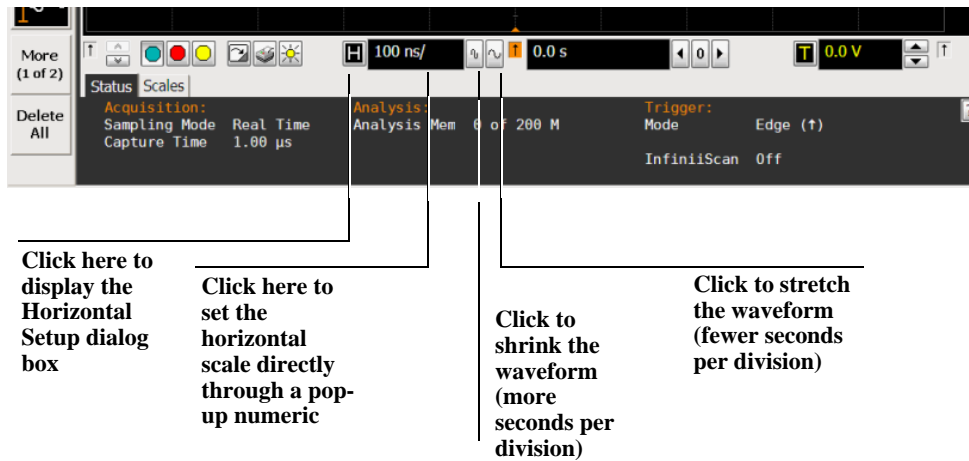 More
(1 of 2)
Delete
All
H 100 ns/ 0.0 s 0 T 0.0 V
Status Scales
Acquisition: Analysis: Trigger:
Sampling Mode Real Time Analysis Mem 0 of 200 M Mode Edge (↑)
Capture Time 1.00 µs
InfiniiScan Off
Click here to
display the
Horizontal
Setup dialog
box
Click here to
set the
horizontal
scale directly
through a pop-
up numeric
Click to
shrink the
waveform
(more
seconds per
division)
Click to stretch
the waveform
(fewer seconds
per division)